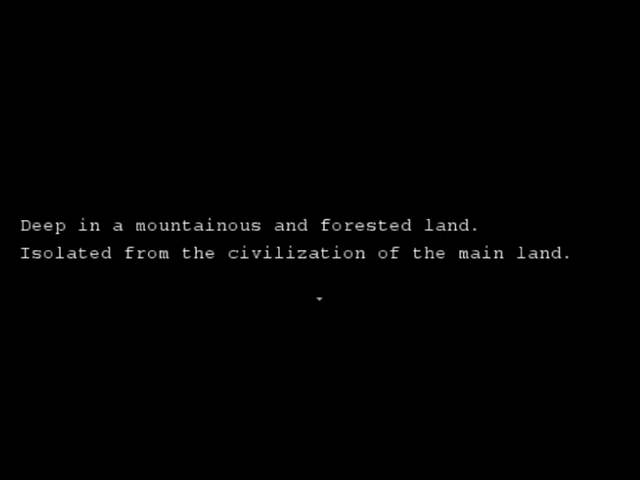 Deep in a mountainous and forested land.
Isolated from the civilization of the main land.